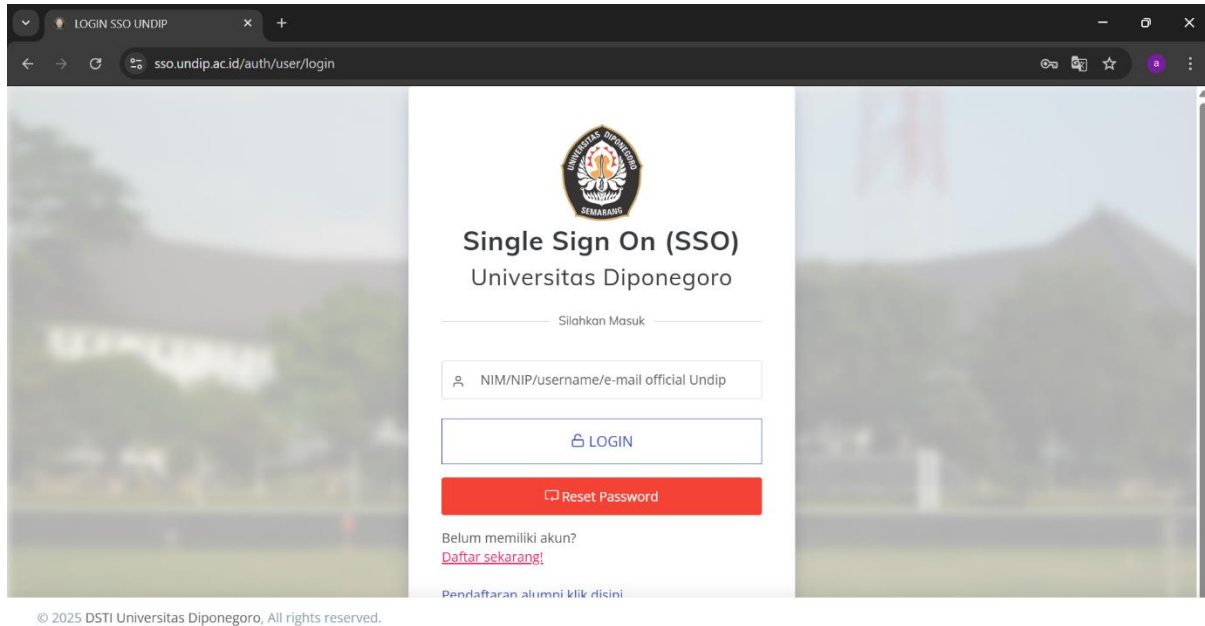 LOGIN SSO UNDIP
sso.undip.ac.id/auth/user/login
a
UNIVERSITAS DIPONEGORO
SEMARANG
Single Sign On (SSO)
Universitas Diponegoro
Silahkan Masuk
NIM/NIP/username/e-mail official Undip
LOGIN
Reset Password
Belum memiliki akun?
Daftar sekarang!
Pendaftaran alumni klik disini
© 2025 DSTI Universitas Diponegoro, All rights reserved.